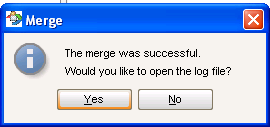 Merge
The merge was successful.
Would you like to open the log file?
Yes No